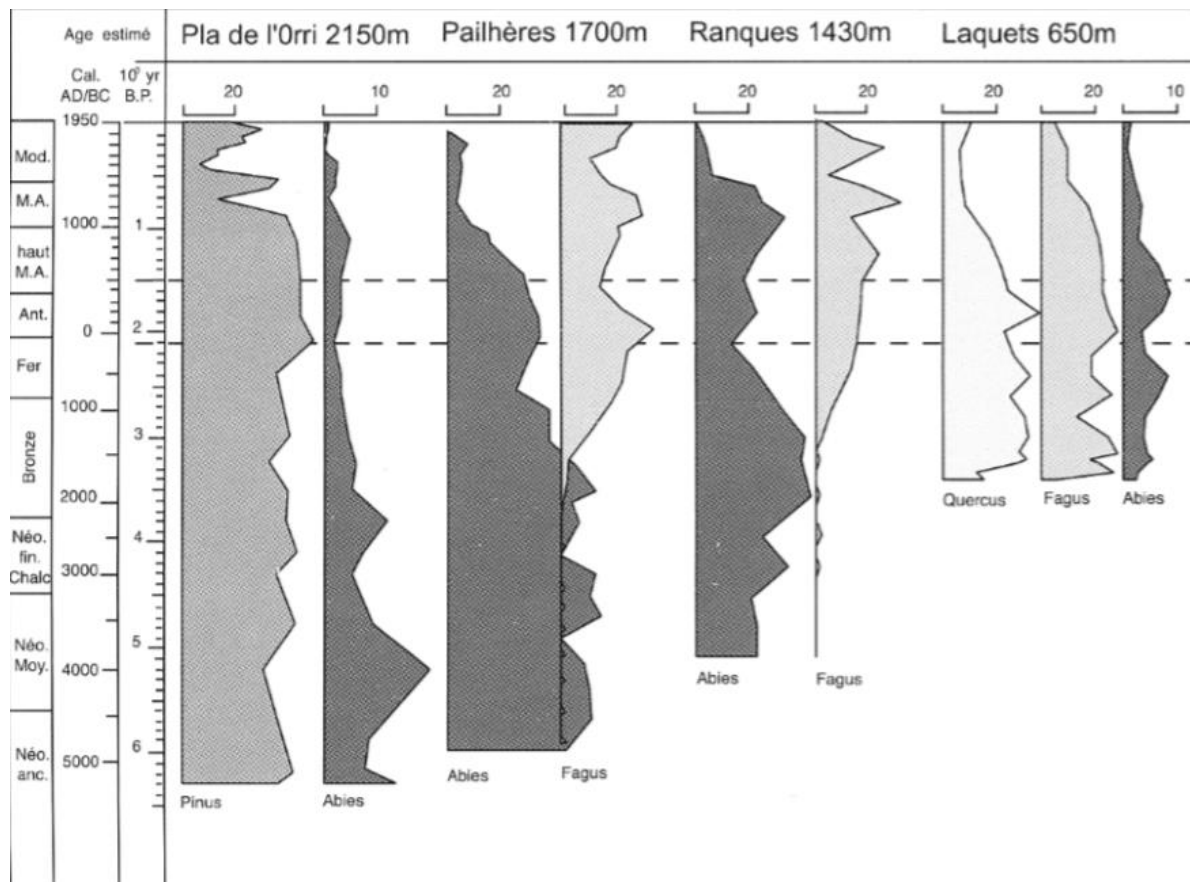 Age estimé Pla de l'Orri 2150m Pailhères 1700m Ranques 1430m Laquets 650m
Cal. 10³ yr
AD/BC B.P. 20 10 20 20 20 20 20 20 10
1950
Mod.
M.A.
1000 1
haut
M.A.
Ant.
0 2
Fer
1000
3
Bronze
2000
Quercus Fagus Abies
Néo. 4
fin.
Chalc 3000
Néo. 5
Moy. 4000
Abies Fagus
6
Néo. 5000
anc.
Abies Fagus
Pinus Abies